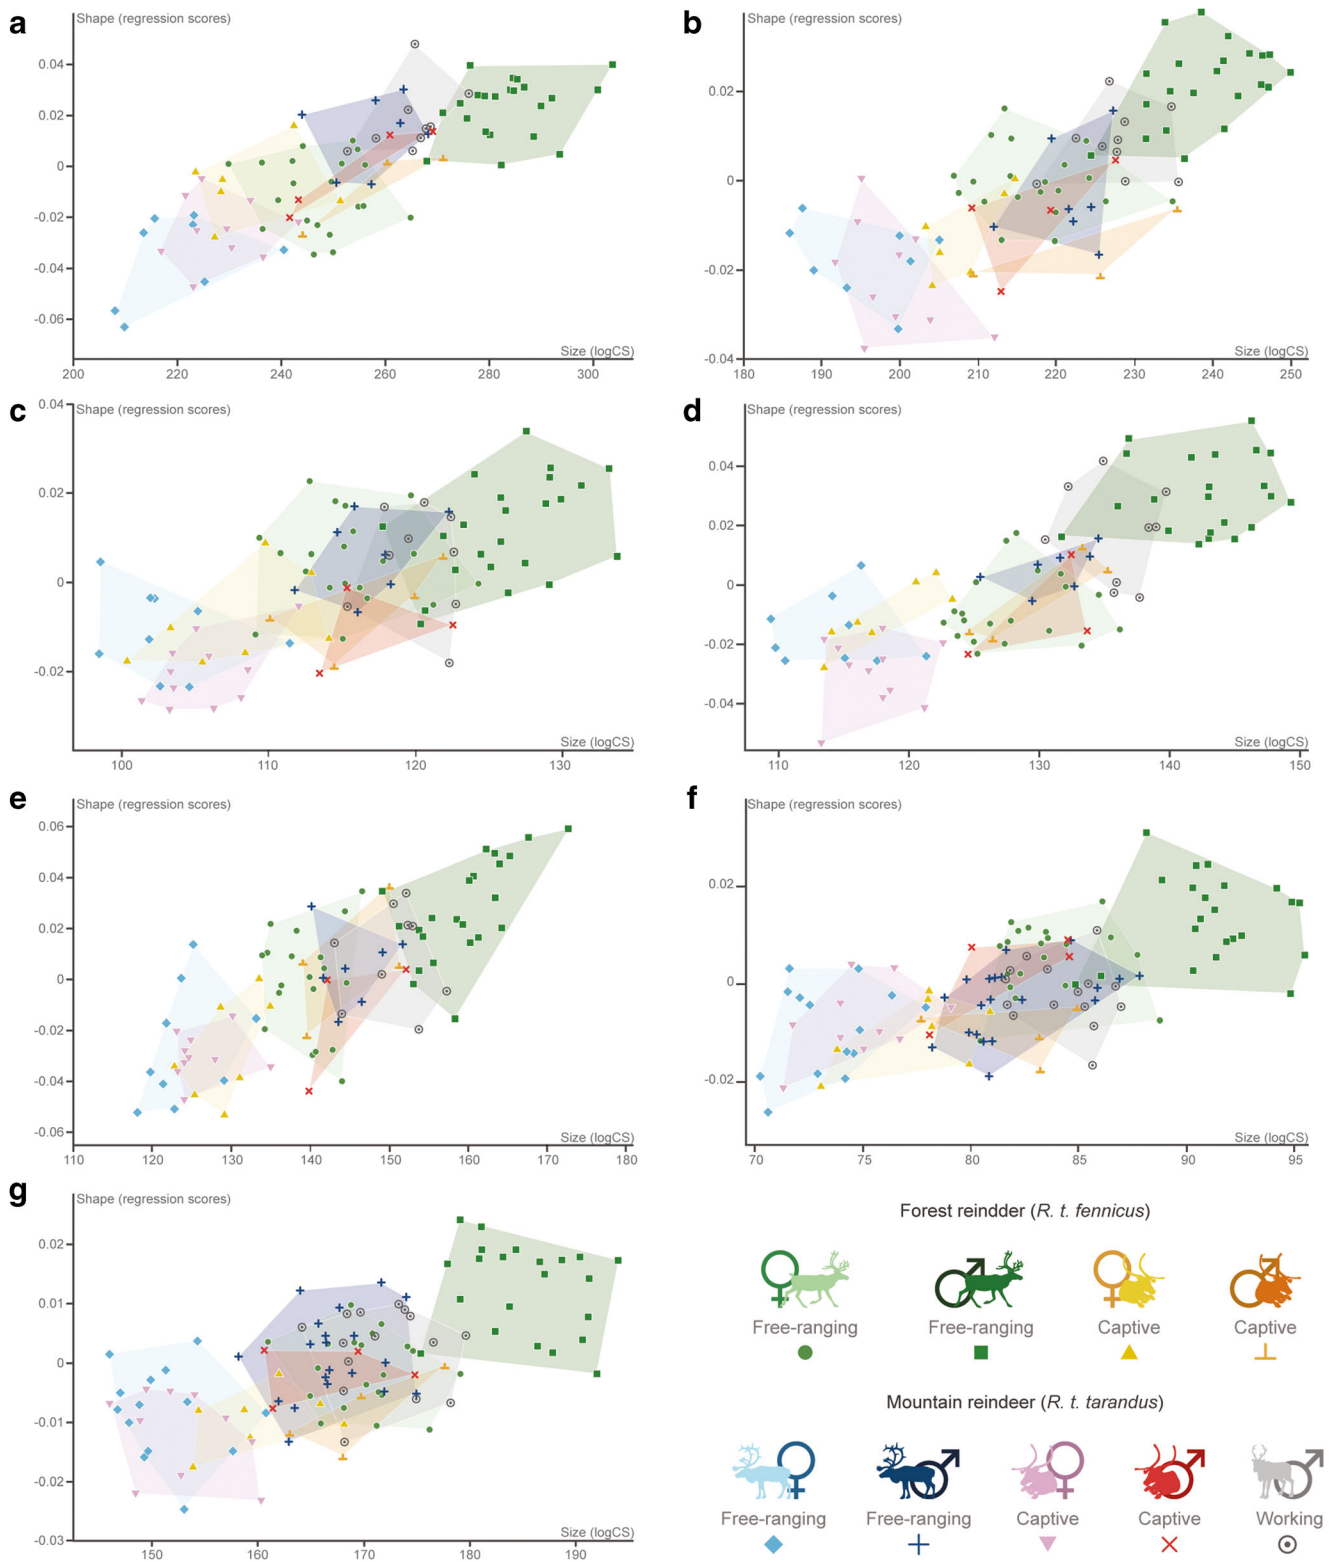 a
Shape (regression scores)
0.04
0.02
0
-0.02
-0.04
-0.06
Size (logCS)
200 220 240 260 280 300
b
Shape (regression scores)
0.02
0
-0.02
-0.04
Size (logCS)
180 190 200 210 220 230 240 250
c
0.04
Shape (regression scores)
0.02
0
-0.02
Size (logCS)
100 110 120 130
d
Shape (regression scores)
0.04
0.02
0
-0.02
-0.04
Size (logCS)
110 120 130 140 150
e
Shape (regression scores)
0.06
0.04
0.02
0
-0.02
-0.04
-0.06
Size (logCS)
110 120 130 140 150 160 170 180
f
Shape (regression scores)
0.02
0
-0.02
Size (logCS)
70 75 80 85 90 95
g
Shape (regression scores)
0.02
0.01
0
-0.01
-0.02
-0.03
Size (logCS)
150 160 170 180 190
Forest reindder (R. t. fennicus)
Free-ranging Free-ranging Captive Captive
Mountain reindeer (R. t. tarandus)
Free-ranging Free-ranging Captive Captive Working